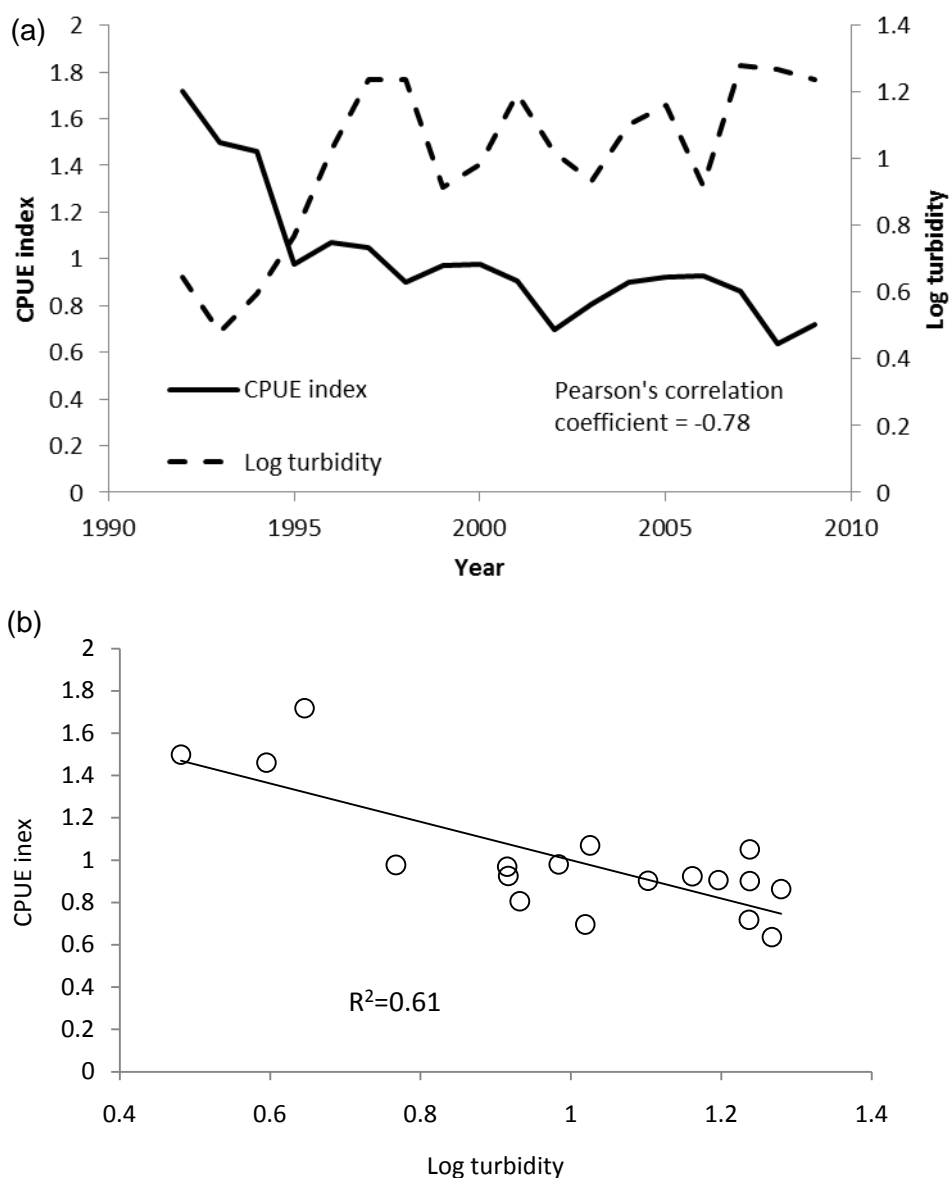 (a)
2
1.8
1.6
1.4
1.2
1
0.8
0.6
0.4
0.2
0
CPUE index
1.4
1.2
1
0.8
0.6
0.4
0.2
0
Log turbidity
CPUE index
Log turbidity
Pearson's correlation
coefficient = -0.78
1990 1995 2000 2005 2010
Year
(b)
2
1.8
1.6
1.4
1.2
1
0.8
0.6
0.4
0.2
0
CPUE inex
R²=0.61
0.4 0.6 0.8 1 1.2 1.4
Log turbidity